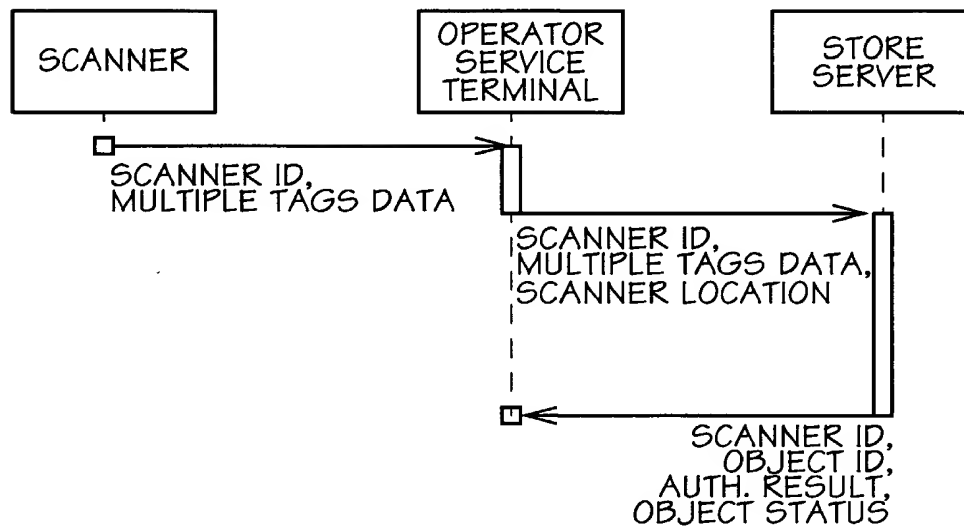 SCANNER
OPERATOR
SERVICE
TERMINAL
STORE
SERVER
SCANNER ID,
MULTIPLE TAGS DATA
SCANNER ID,
MULTIPLE TAGS DATA,
SCANNER LOCATION
SCANNER ID,
OBJECT ID,
AUTH. RESULT,
OBJECT STATUS